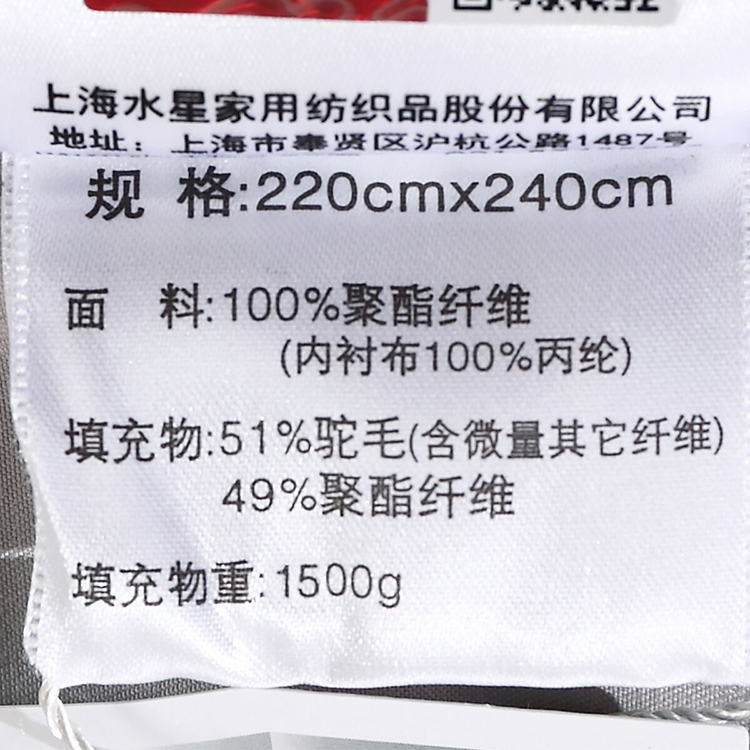 上海水星家用纺织品股份有限公司
地址：上海市奉贤区沪杭公路1487号
规 格:220cmx240cm
面 料:100%聚酯纤维
(内衬布100%丙纶)
填充物:51%驼毛(含微量其它纤维)
49%聚酯纤维
填充物重:1500g